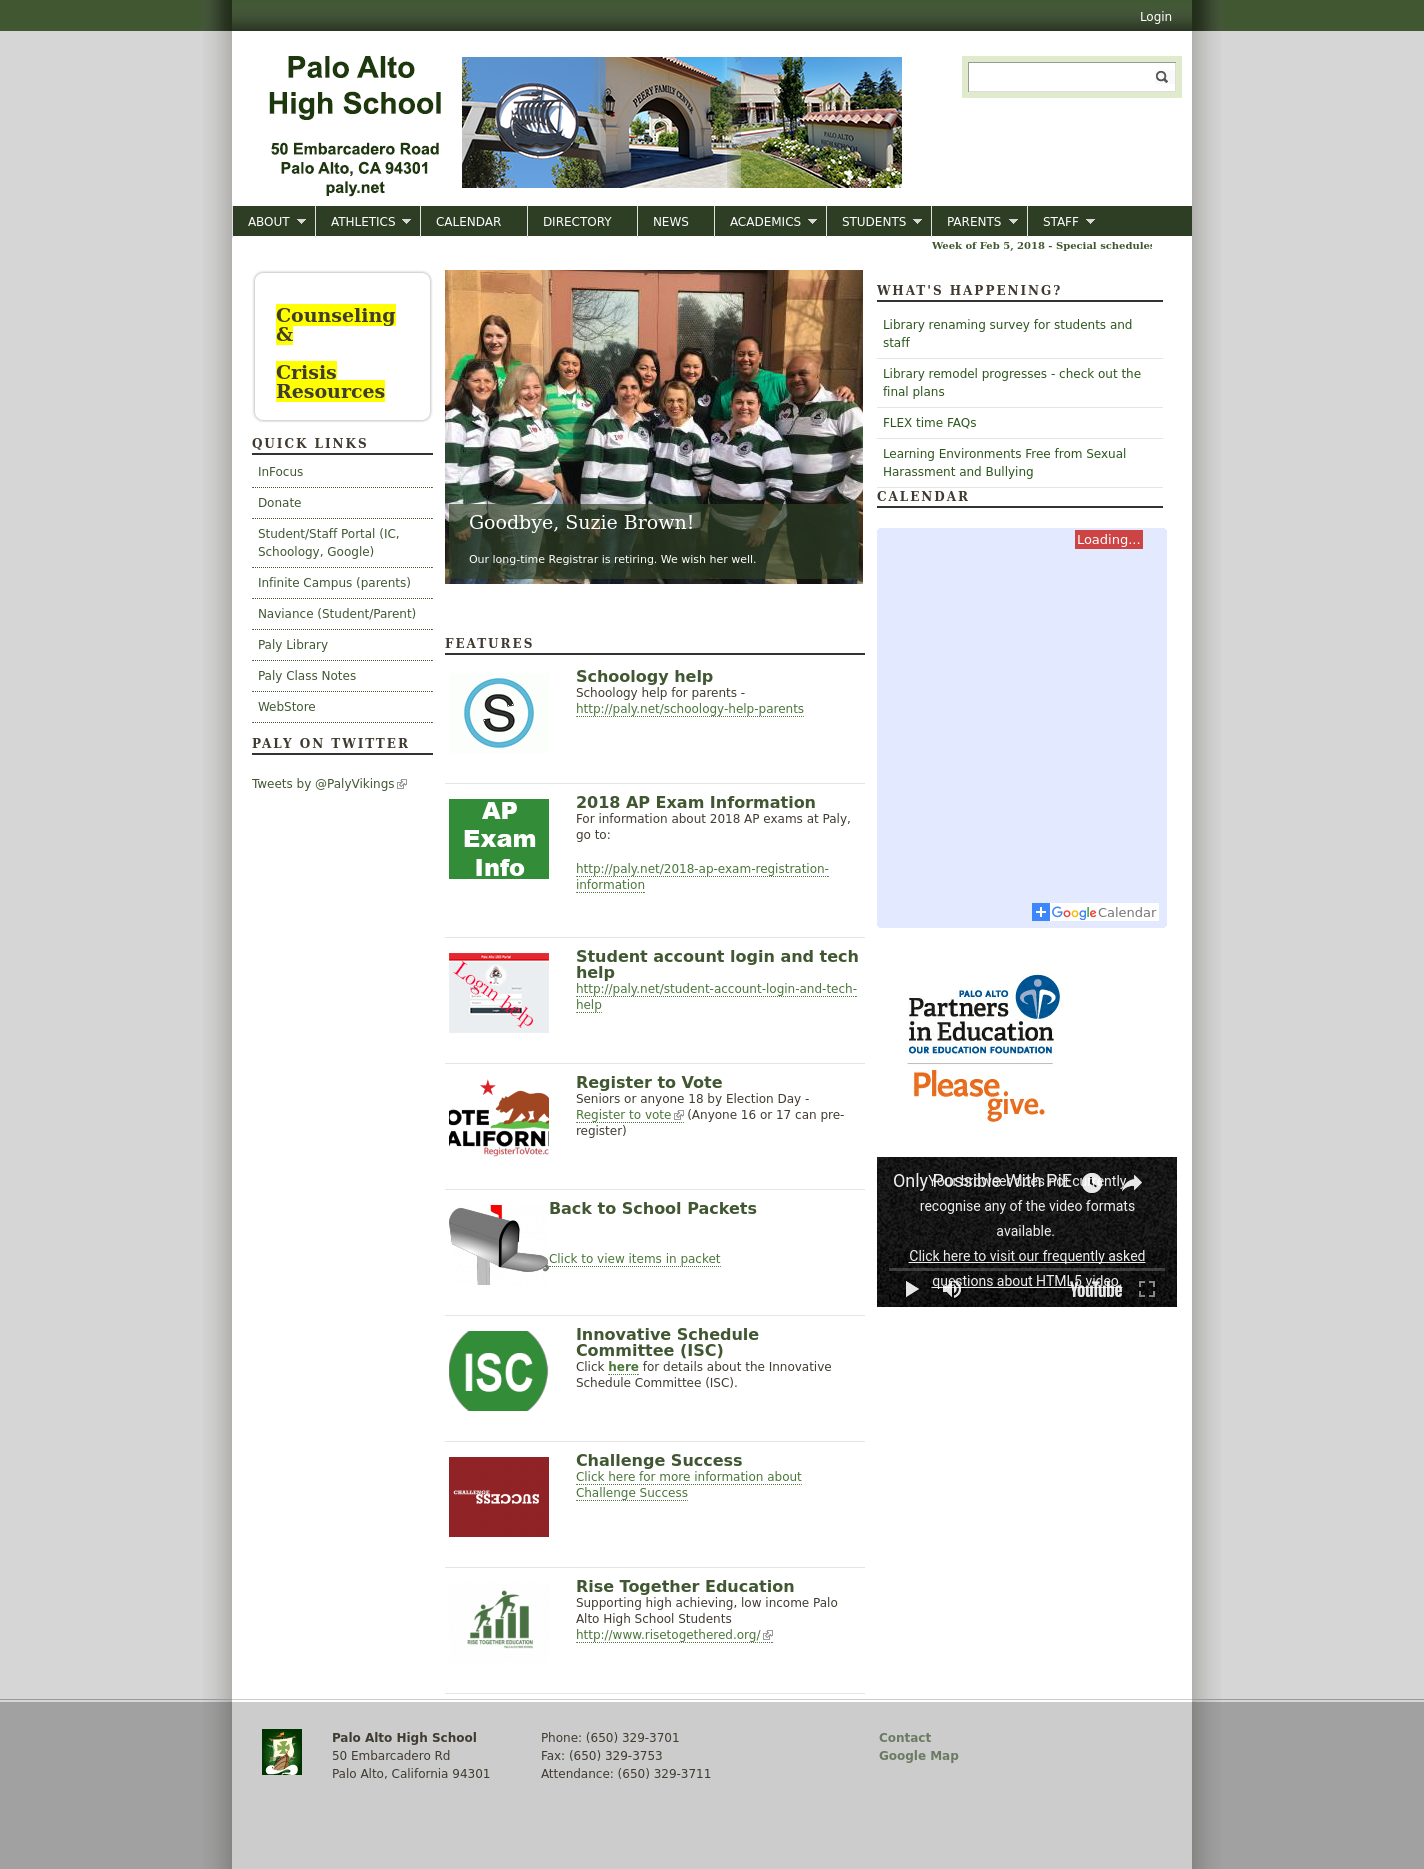 Login
Palo Alto
High School
50 Embarcadero Road
Palo Alto, CA 94301
paly.net
PEERY FAMILY CENTER
PALO ALTO
HIGH SCHOOL
ABOUT ATHLETICS CALENDAR DIRECTORY NEWS ACADEMICS STUDENTS PARENTS STAFF
Week of Feb 5, 2018 - Special schedules
Counseling
&
Crisis
Resources
QUICK LINKS
InFocus
Donate
Student/Staff Portal (IC,
Schoology, Google)
Infinite Campus (parents)
Naviance (Student/Parent)
Paly Library
Paly Class Notes
WebStore
PALY ON TWITTER
Tweets by @PalyVikings
Goodbye, Suzie Brown!
Our long-time Registrar is retiring. We wish her well.
FEATURES
S
Schoology help
Schoology help for parents -
http://paly.net/schoology-help-parents
AP
Exam
Info
2018 AP Exam Information
For information about 2018 AP exams at Paly,
go to:
http://paly.net/2018-ap-exam-registration-
information
Login help
Student account login and tech
help
http://paly.net/student-account-login-and-tech-
help
OTE
ALIFORN
RegisterToVote.c
Register to Vote
Seniors or anyone 18 by Election Day -
Register to vote (Anyone 16 or 17 can pre-
register)
Back to School Packets
Click to view items in packet
ISC
Innovative Schedule
Committee (ISC)
Click here for details about the Innovative
Schedule Committee (ISC).
CHALLENGE
SUCCESS
Challenge Success
Click here for more information about
Challenge Success
RISE TOGETHER EDUCATION
Rise Together Education
Supporting high achieving, low income Palo
Alto High School Students
http://www.risetogethered.org/
WHAT'S HAPPENING?
Library renaming survey for students and
staff
Library remodel progresses - check out the
final plans
FLEX time FAQs
Learning Environments Free from Sexual
Harassment and Bullying
CALENDAR
Loading...
Google Calendar
PALO ALTO
Partners
in Education
OUR EDUCATION FOUNDATION
Please
give.
Only Possible With PiE
Your browser does not currently
recognise any of the video formats
available.
Click here to visit our frequently asked
questions about HTML5 video.
YouTube
Palo Alto High School
50 Embarcadero Rd
Palo Alto, California 94301
Phone: (650) 329-3701
Fax: (650) 329-3753
Attendance: (650) 329-3711
Contact
Google Map